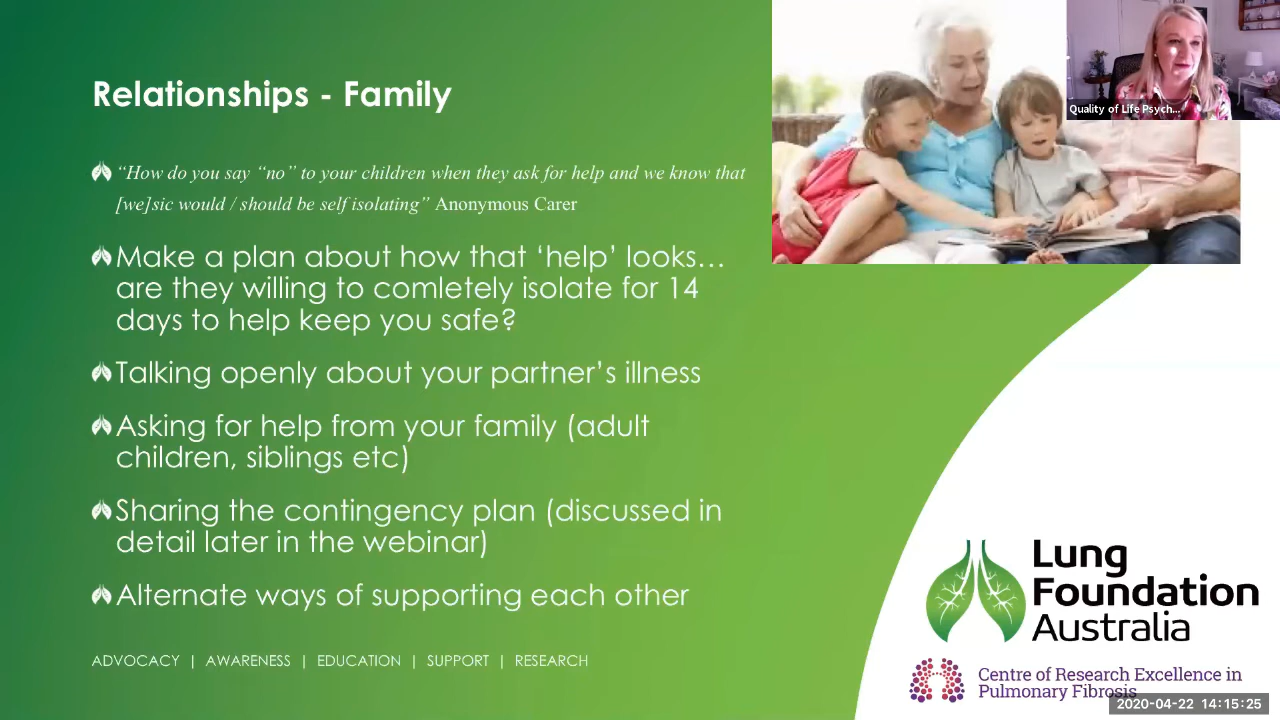 Relationships - Family
“How do you say “no” to your children when they ask for help and we know that
[we]sic would / should be self isolating” Anonymous Carer
Make a plan about how that ‘help’ looks…
are they willing to comletely isolate for 14
days to help keep you safe?
Talking openly about your partner’s illness
Asking for help from your family (adult
children, siblings etc)
Sharing the contingency plan (discussed in
detail later in the webinar)
Alternate ways of supporting each other
ADVOCACY | AWARENESS | EDUCATION | SUPPORT | RESEARCH
Quality of Life Psych...
Lung
Foundation
Australia
Centre of Research Excellence in
Pulmonary Fibrosis
2020-04-22 14:15:25